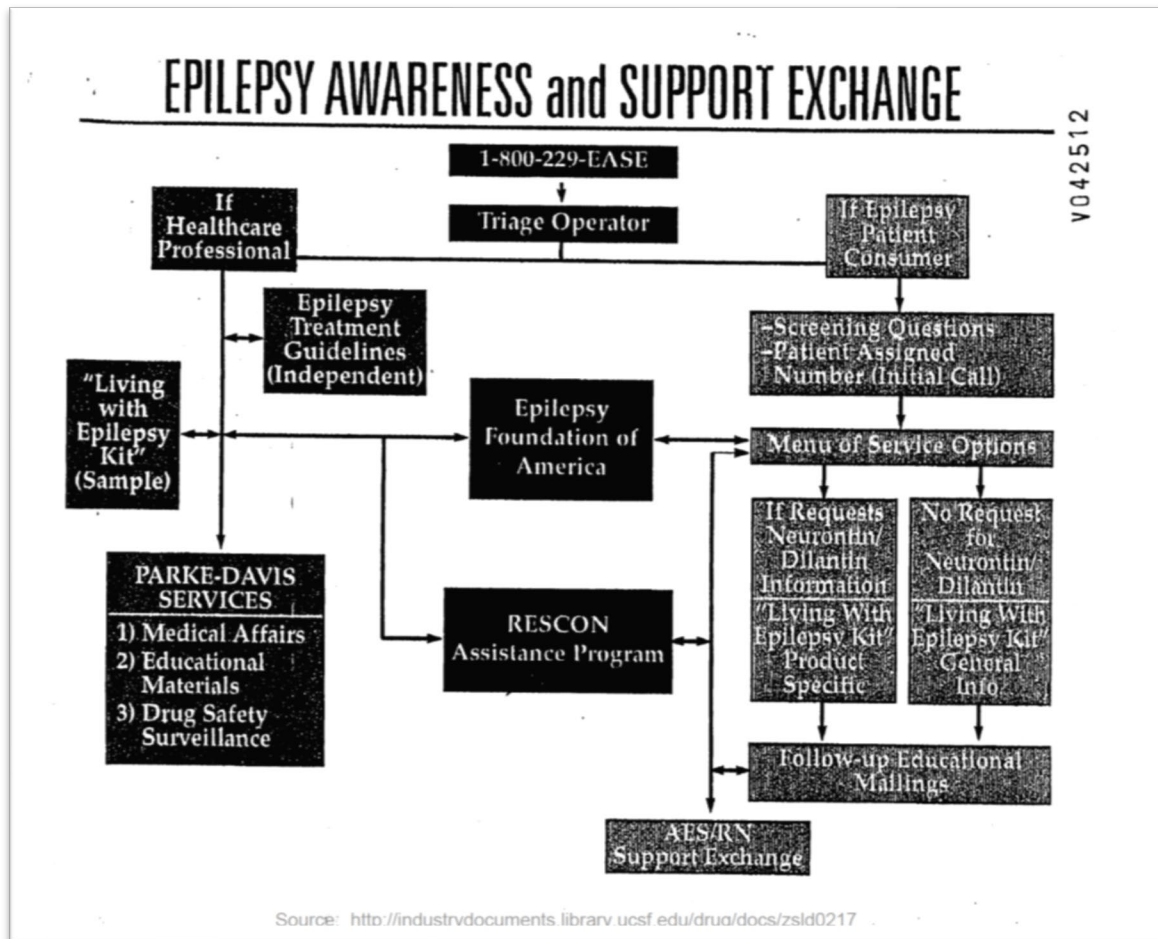 EPILEPSY AWARENESS and SUPPORT EXCHANGE
V042512
1-800-229-EASE
Triage Operator
If
Healthcare
Professional
If Epilepsy
Patient
Consumer
Epilepsy
Treatment
Guidelines
(Independent)
–Screening Questions
–Patient Assigned
Number (Initial Call)
"Living
with
Epilepsy
Kit"
(Sample)
Epilepsy
Foundation of
America
Menu of Service Options
If Requests
Neurontin/
Dilantin
Information
"Living With
Epilepsy Kit"
Product
Specific
No Request
for
Neurontin/
Dilantin
"Living With
Epilepsy Kit"
General
Info
PARKE-DAVIS
SERVICES
1) Medical Affairs
2) Educational
Materials
3) Drug Safety
Surveillance
RESCON
Assistance Program
Follow-up Educational
Mailings
AES/RN
Support Exchange
Source: http://industrydocuments.library.ucsf.edu/drug/docs/zsld0217